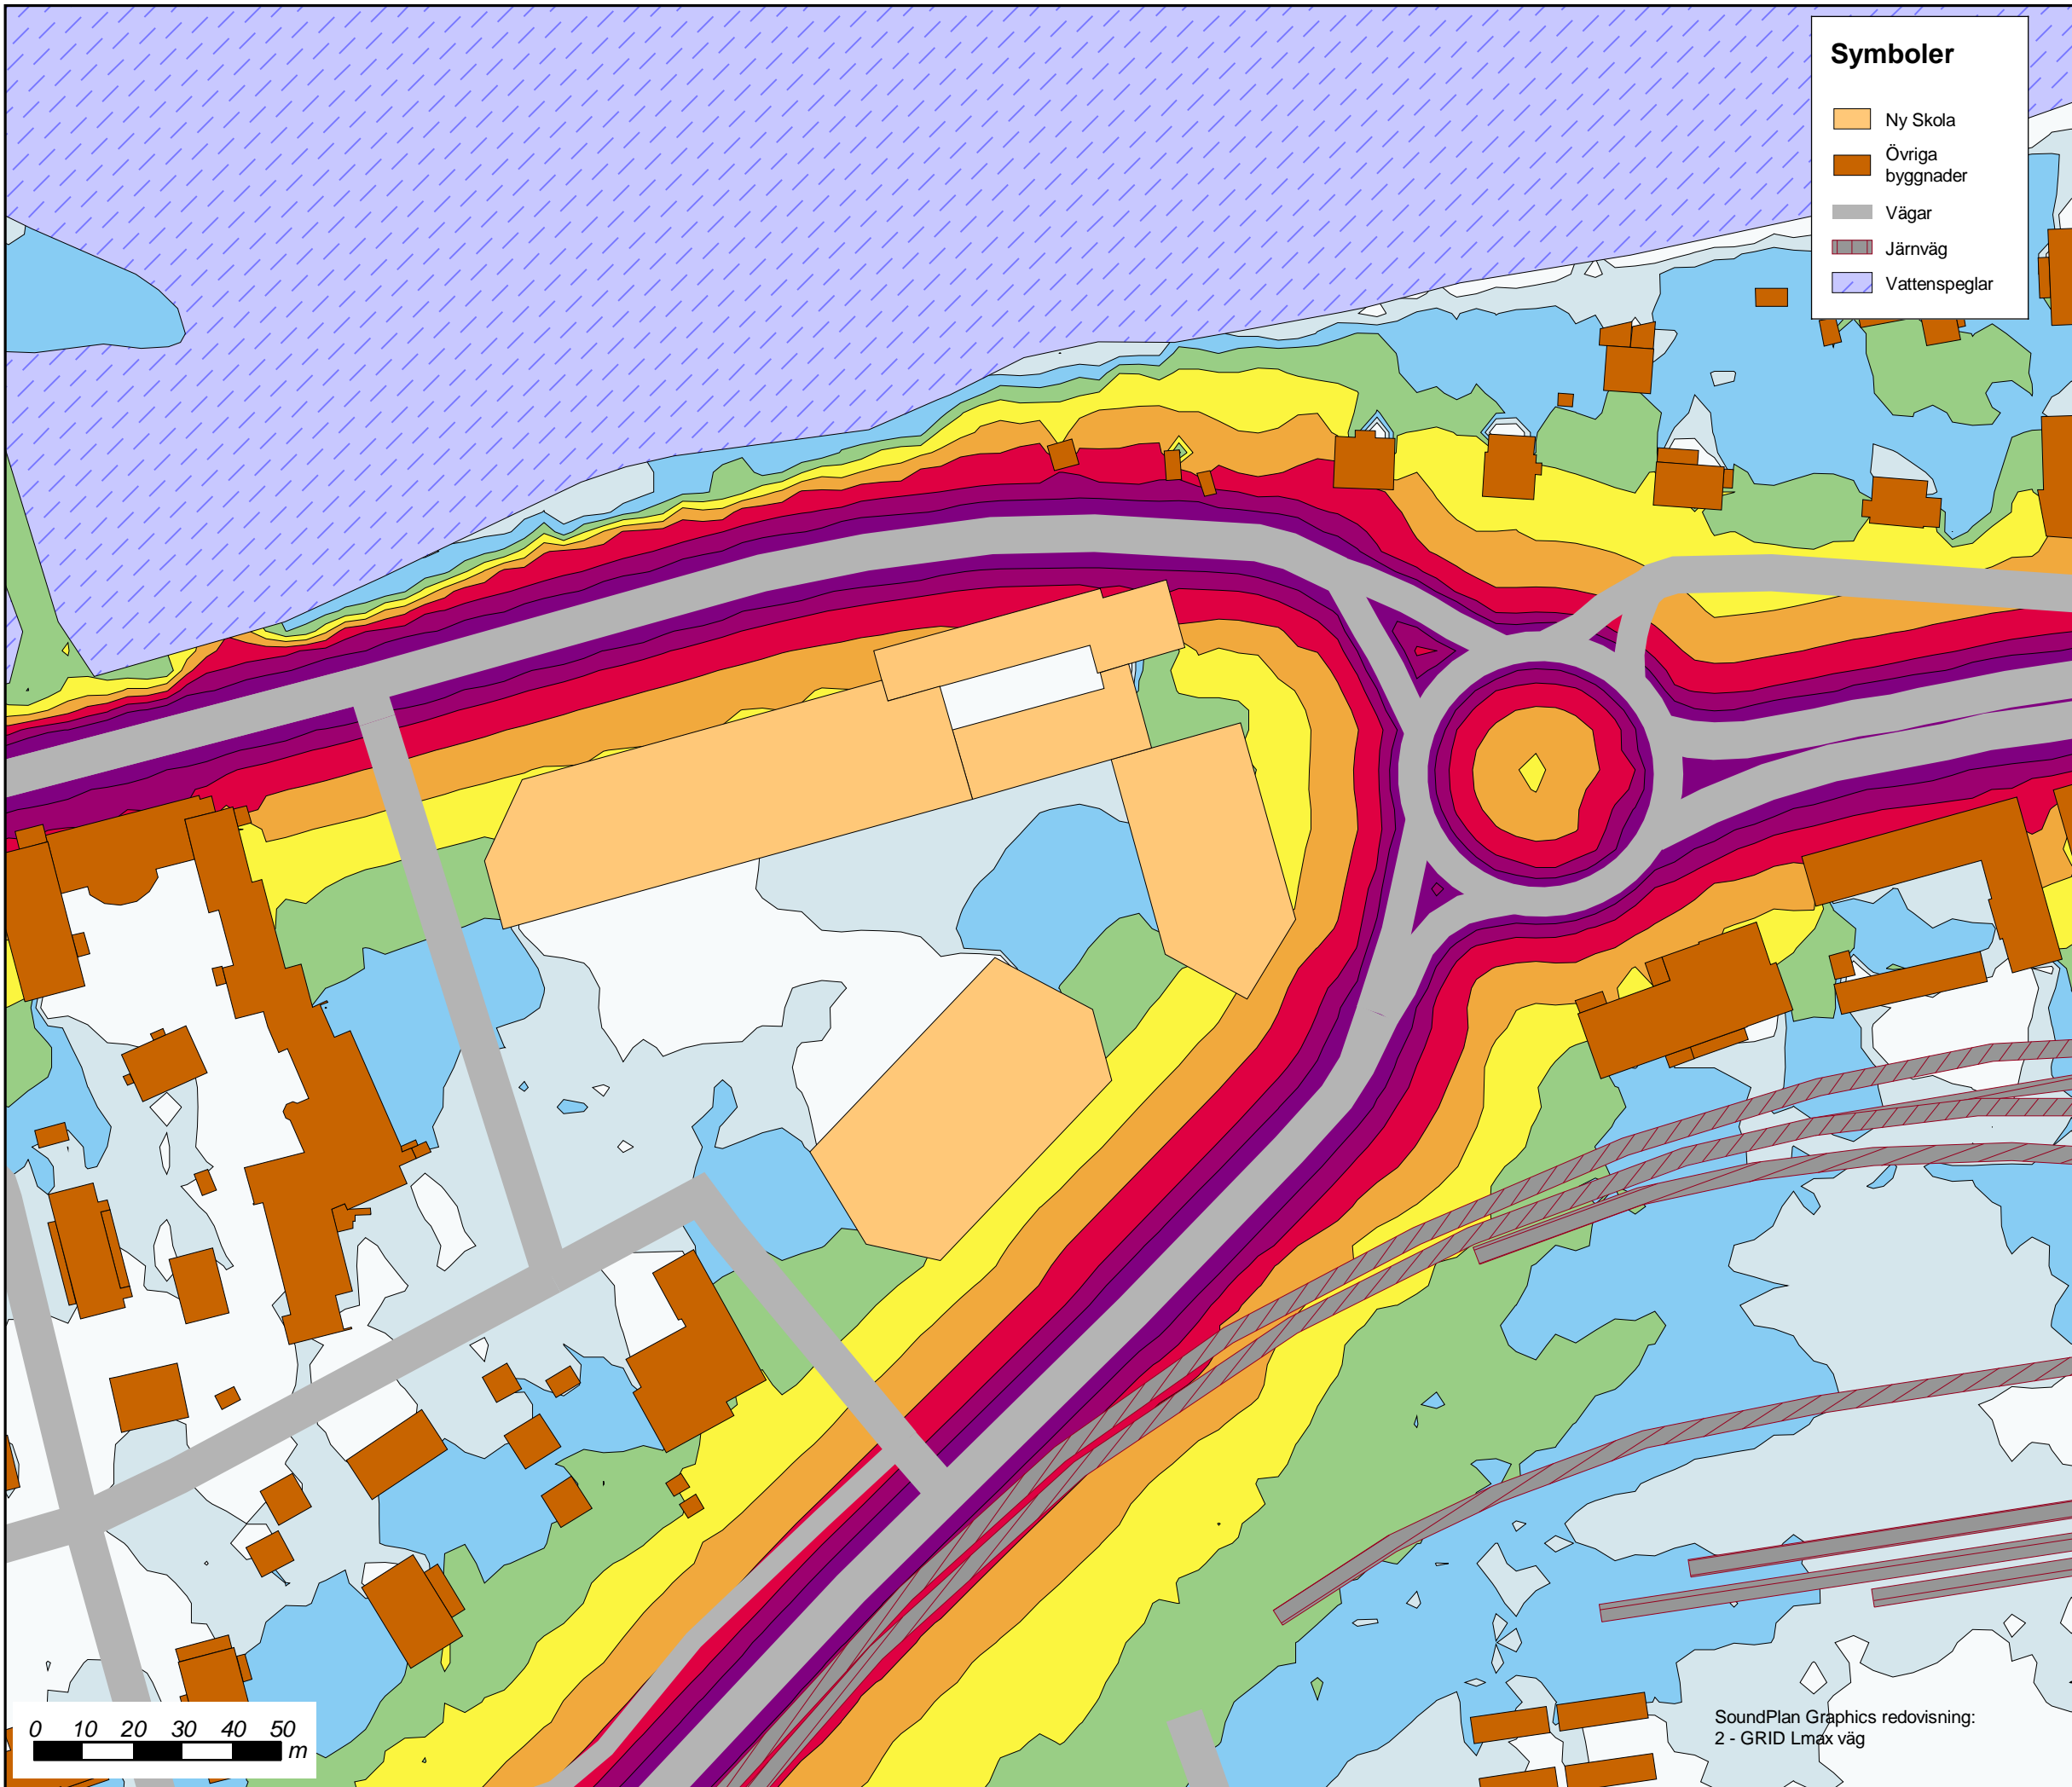 Symboler
Ny Skola
Övriga
byggnader
Vägar
Järnväg
Vattenspeglar
0 10 20 30 40 50
m
SoundPlan Graphics redovisning:
2 - GRID Lmax väg